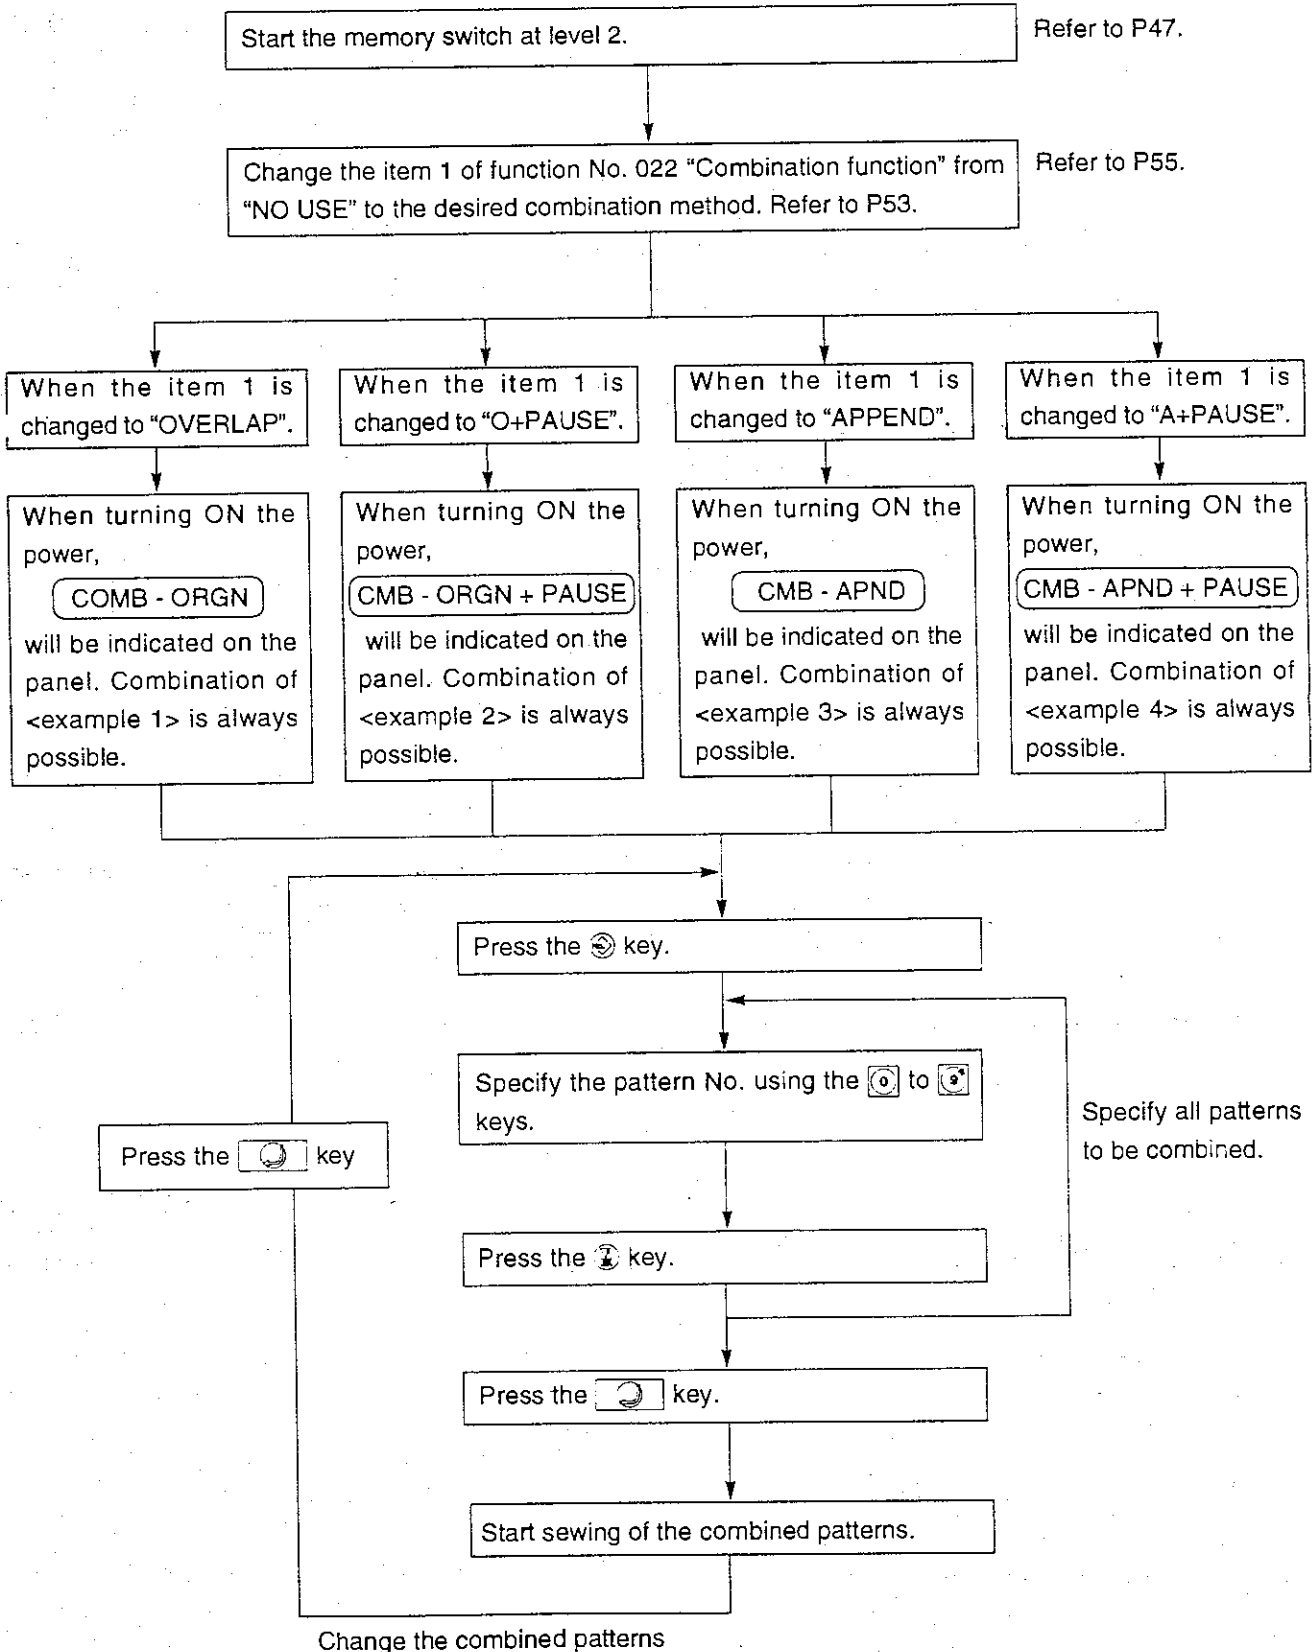 Start the memory switch at level 2.
Refer to P47.
Change the item 1 of function No. 022 “Combination function” from
“NO USE” to the desired combination method. Refer to P53.
Refer to P55.
When the item 1 is
changed to “OVERLAP”.
When the item 1 is
changed to “O+PAUSE”.
When the item 1 is
changed to “APPEND”.
When the item 1 is
changed to “A+PAUSE”.
When turning ON the
power,
COMB - ORGN
will be indicated on the
panel. Combination of
<example 1> is always
possible.
When turning ON the
power,
CMB - ORGN + PAUSE
will be indicated on the
panel. Combination of
<example 2> is always
possible.
When turning ON the
power,
CMB - APND
will be indicated on the
panel. Combination of
<example 3> is always
possible.
When turning ON the
power,
CMB - APND + PAUSE
will be indicated on the
panel. Combination of
<example 4> is always
possible.
Press the key.
Specify the pattern No. using the 0 to 9 keys.
Specify all patterns
to be combined.
Press the key
Press the key.
Press the key.
Start sewing of the combined patterns.
Change the combined patterns